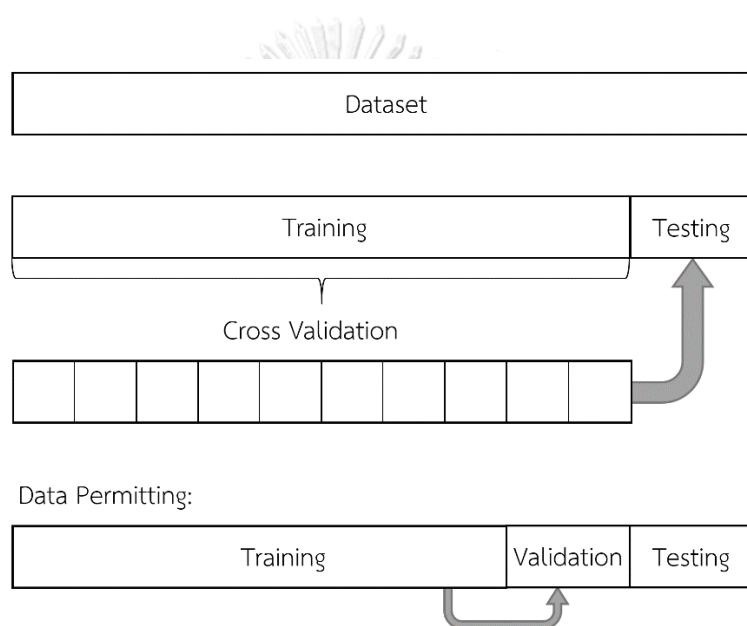 Dataset
Training Testing
Cross Validation
Data Permitting:
Training Validation Testing